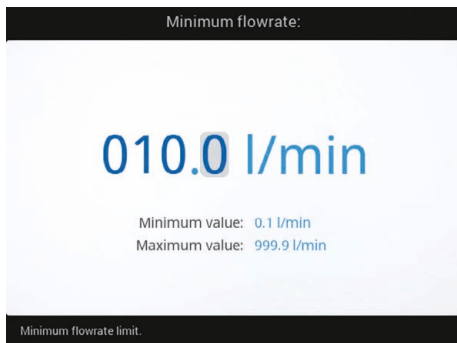 Minimum flowrate:
010.0 l/min
Minimum value: 0.1 l/min
Maximum value: 999.9 l/min
Minimum flowrate limit.